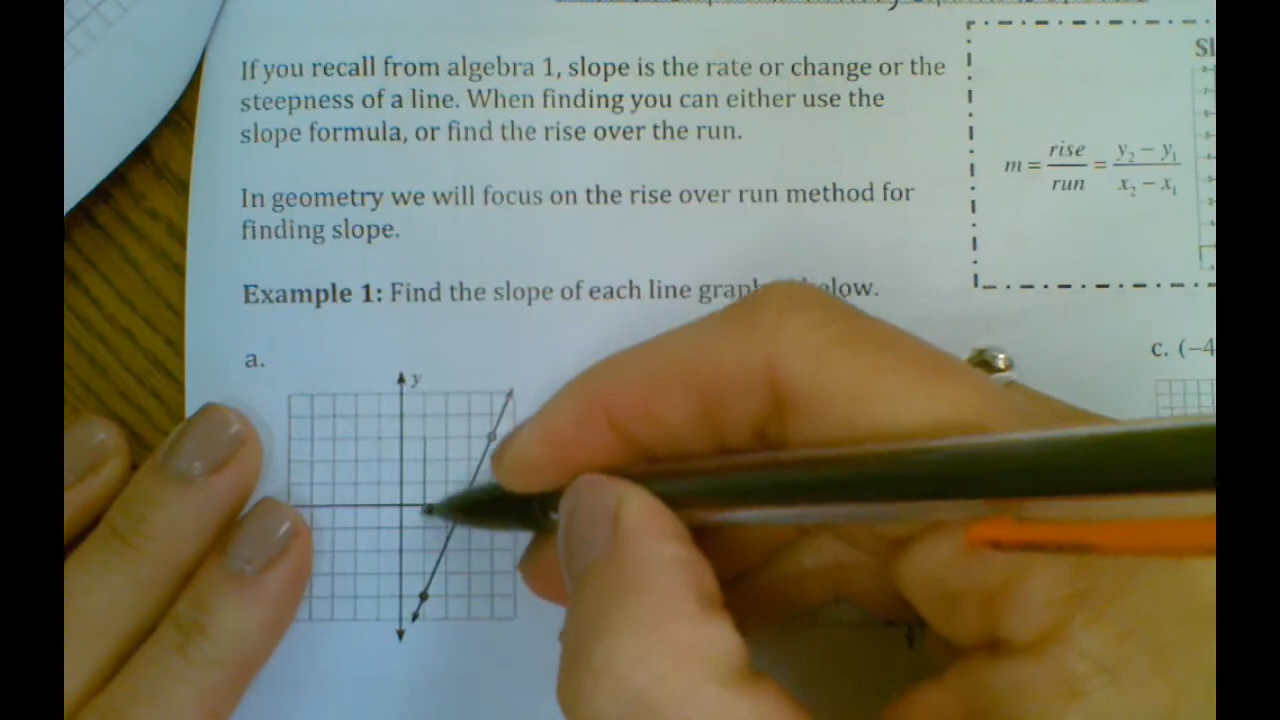 If you recall from algebra 1, slope is the rate or change or the
steepness of a line. When finding you can either use the
slope formula, or find the rise over the run.
In geometry we will focus on the rise over run method for
finding slope.
m = rise/run = y₂ − y₁/x₂ − x₁
Example 1: Find the slope of each line
a.
y
c. (−4